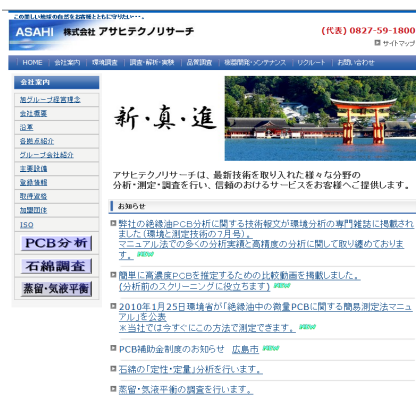 この美しい地球の自然をお客様とともに守りたい･･･。
ASAHI 株式会社 アサヒテクノリサーチ
(代表) 0827-59-1800
サイトマップ
HOME 会社案内 環境調査 調査・解析・実験 品質調査 機器開発・メンテナンス リクルート お問い合わせ
会社案内
旭グループ経営理念
会社概要
沿革
各拠点紹介
グループ会社紹介
主要設備
登録情報
取得資格
加盟団体
ISO
PCB分析
石綿調査
蒸留・気液平衡
新・真・進
アサヒテクノリサーチは、最新技術を取り入れた様々な分野の
分析・測定・調査を行い、信頼のおけるサービスをお客様へご提供します。
お知らせ
弊社の絶縁油PCB分析に関する技術報文が環境分析の専門雑誌に掲載され
ました（環境と測定技術の7月号）。
マニュアル法での多くの分析実績と高精度の分析に関して取り纏めておりま
す。 NEW
簡単に高濃度PCBを推定するための比較動画を掲載しました。
(分析前のスクリーニングに役立ちます) NEW
2010年1月25日環境省が「絶縁油中の微量PCBに関する簡易測定法マニュ
アル」を公表
＊当社では今すぐにこの方法で測定できます。 NEW
PCB補助金制度のお知らせ 広島市 NEW
石綿の「定性・定量」分析を行います。
蒸留・気液平衡の調査を行います。